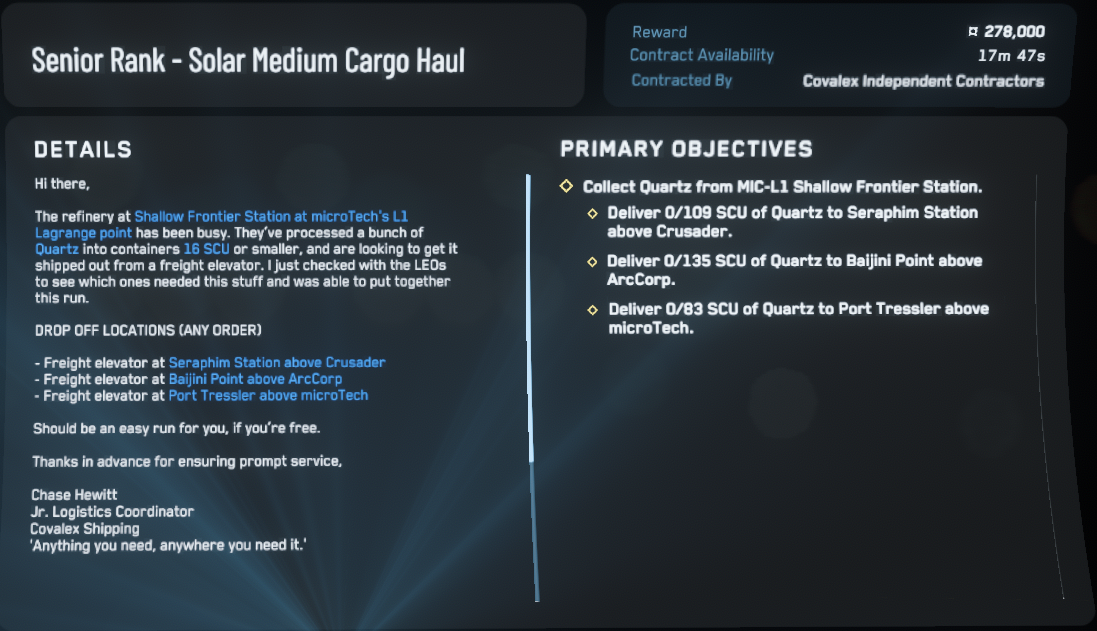 Senior Rank - Solar Medium Cargo Haul
Reward ¤ 278,000
Contract Availability 17m 47s
Contracted By Covalex Independent Contractors
DETAILS
Hi there,
The refinery at Shallow Frontier Station at microTech's L1
Lagrange point has been busy. They've processed a bunch of
Quartz into containers 16 SCU or smaller, and are looking to get it
shipped out from a freight elevator. I just checked with the LEOs
to see which ones needed this stuff and was able to put together
this run.
DROP OFF LOCATIONS (ANY ORDER)
- Freight elevator at Seraphim Station above Crusader
- Freight elevator at Baijini Point above ArcCorp
- Freight elevator at Port Tressler above microTech
Should be an easy run for you, if you're free.
Thanks in advance for ensuring prompt service,
Chase Hewitt
Jr. Logistics Coordinator
Covalex Shipping
'Anything you need, anywhere you need it.'
PRIMARY OBJECTIVES
Collect Quartz from MIC-L1 Shallow Frontier Station.
Deliver 0/109 SCU of Quartz to Seraphim Station
above Crusader.
Deliver 0/135 SCU of Quartz to Baijini Point above
ArcCorp.
Deliver 0/83 SCU of Quartz to Port Tressler above
microTech.